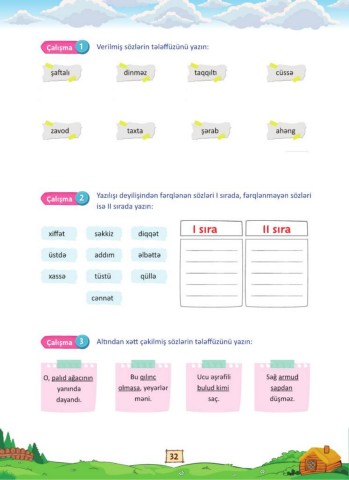 Çalışma 1 Verilmiş sözlərin tələffüzünü yazın:
şaftalı dinməz taqqıltı cüssə
zavod taxta şərab ahəng
Çalışma 2 Yazılışı deyilişindən fərqlənən sözləri I sırada, fərqlənməyən sözləri
isə II sırada yazın:
xiffət səkkiz diqqət
üstdə addım əlbəttə
xassə tüstü qüllə
cənnət
I sıra II sıra
Çalışma 3 Altından xətt çəkilmiş sözlərin tələffüzünü yazın:
O, palıd ağacının
yanında
dayandı.
Bu qılınc
olmasa, yeyərlər
məni.
Ucu aşrəfili
bulud kimi
saç.
Sağ armud
sapdan
düşməz.
32